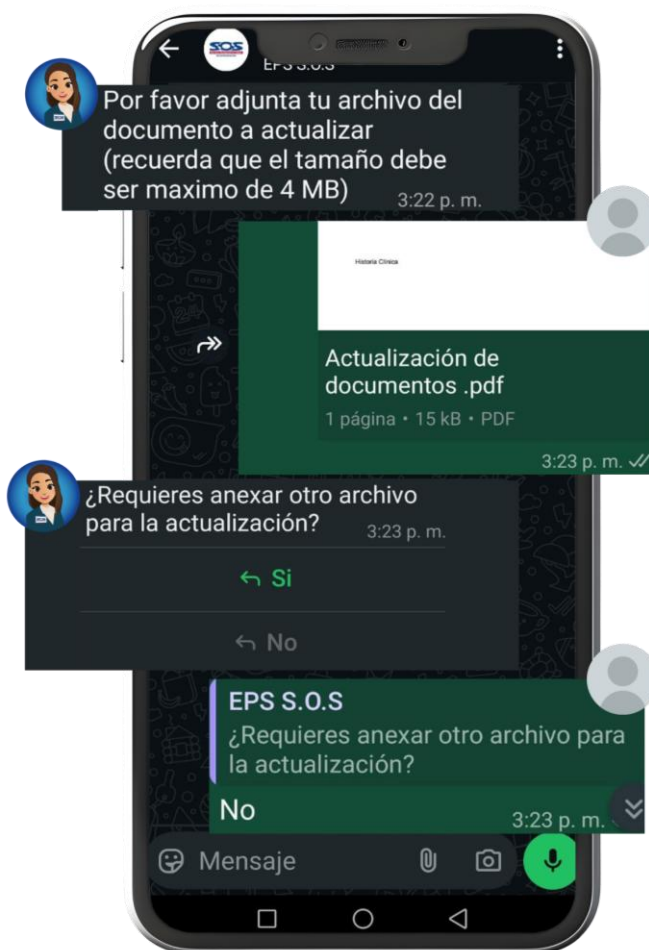 SOS
EPS S.O.S
Por favor adjunta tu archivo del
documento a actualizar
(recuerda que el tamaño debe
ser maximo de 4 MB)
3:22 p. m.
Historia Clínica
Actualización de
documentos .pdf
1 página • 15 kB • PDF
3:23 p. m.
¿Requieres anexar otro archivo
para la actualización?
3:23 p. m.
Si
No
EPS S.O.S
¿Requieres anexar otro archivo para
la actualización?
No
3:23 p. m.
Mensaje